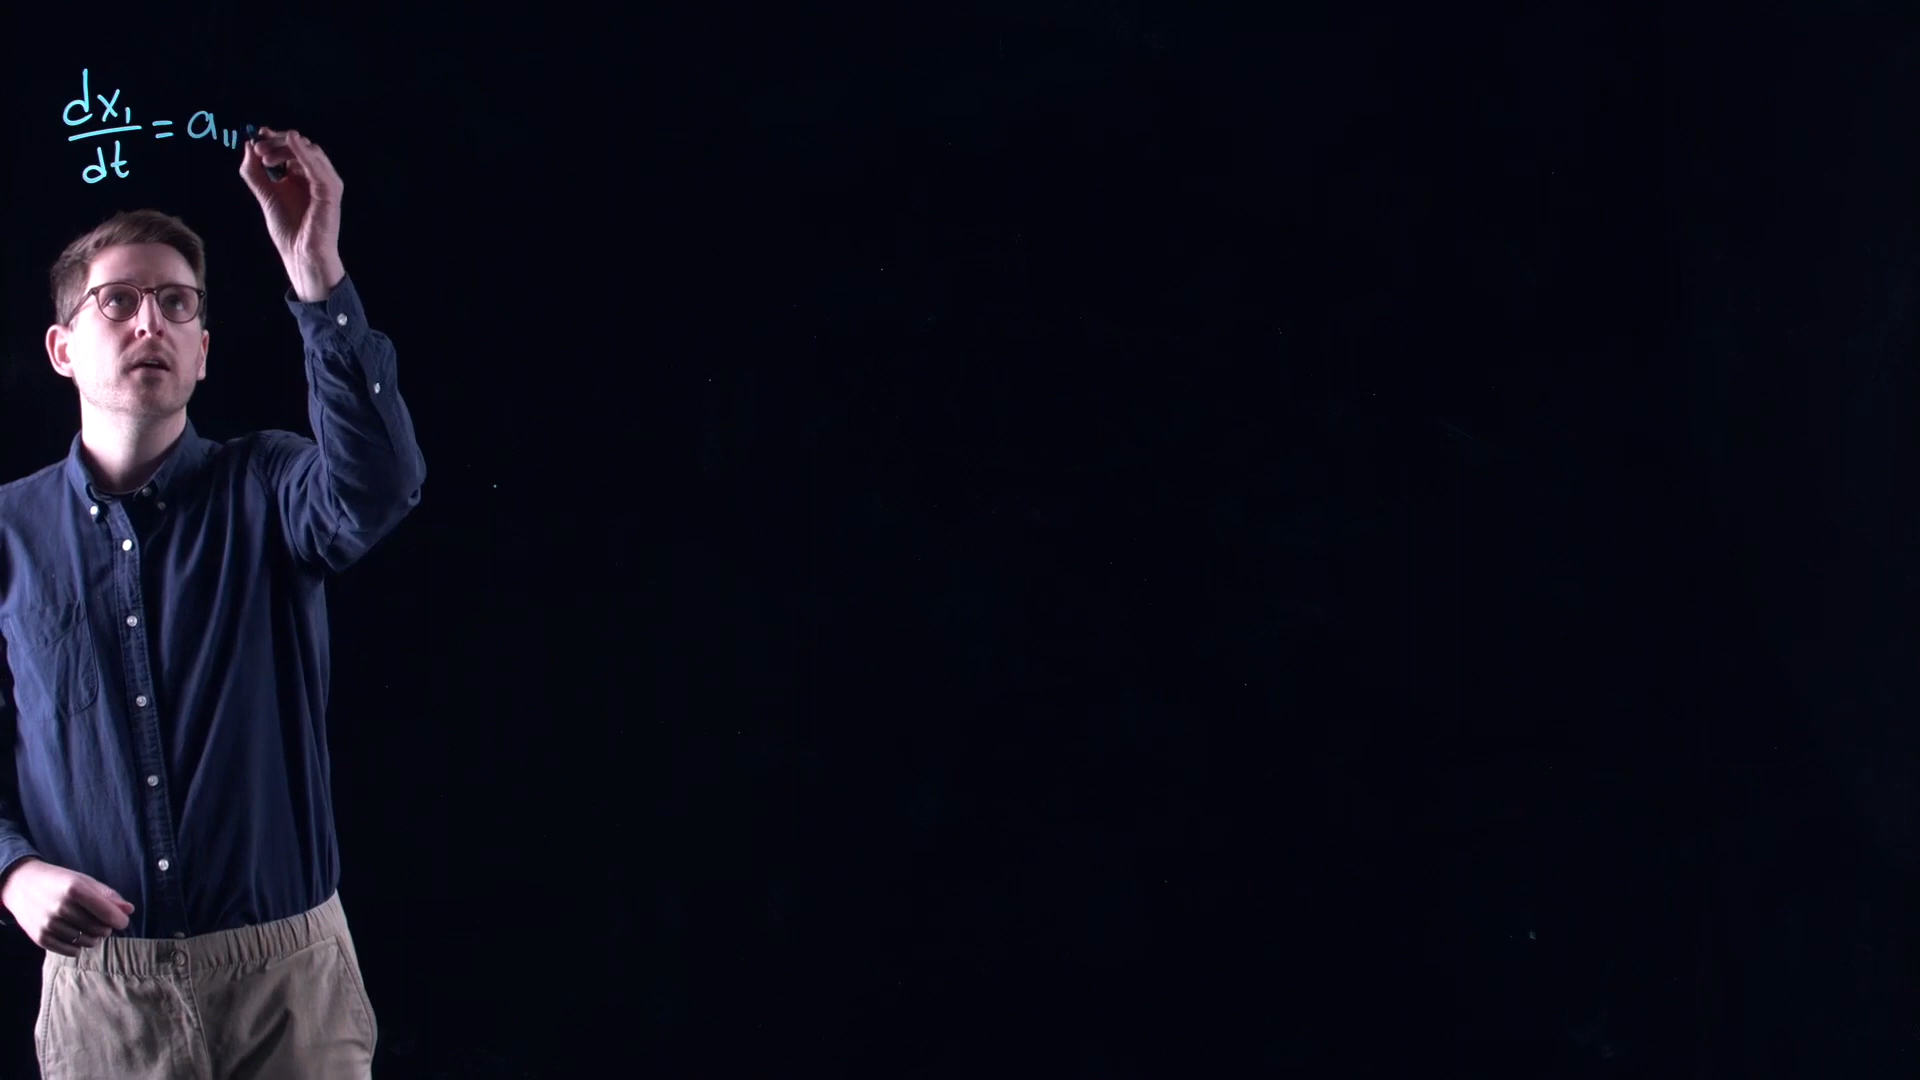 dx₁/dt = a₁₁